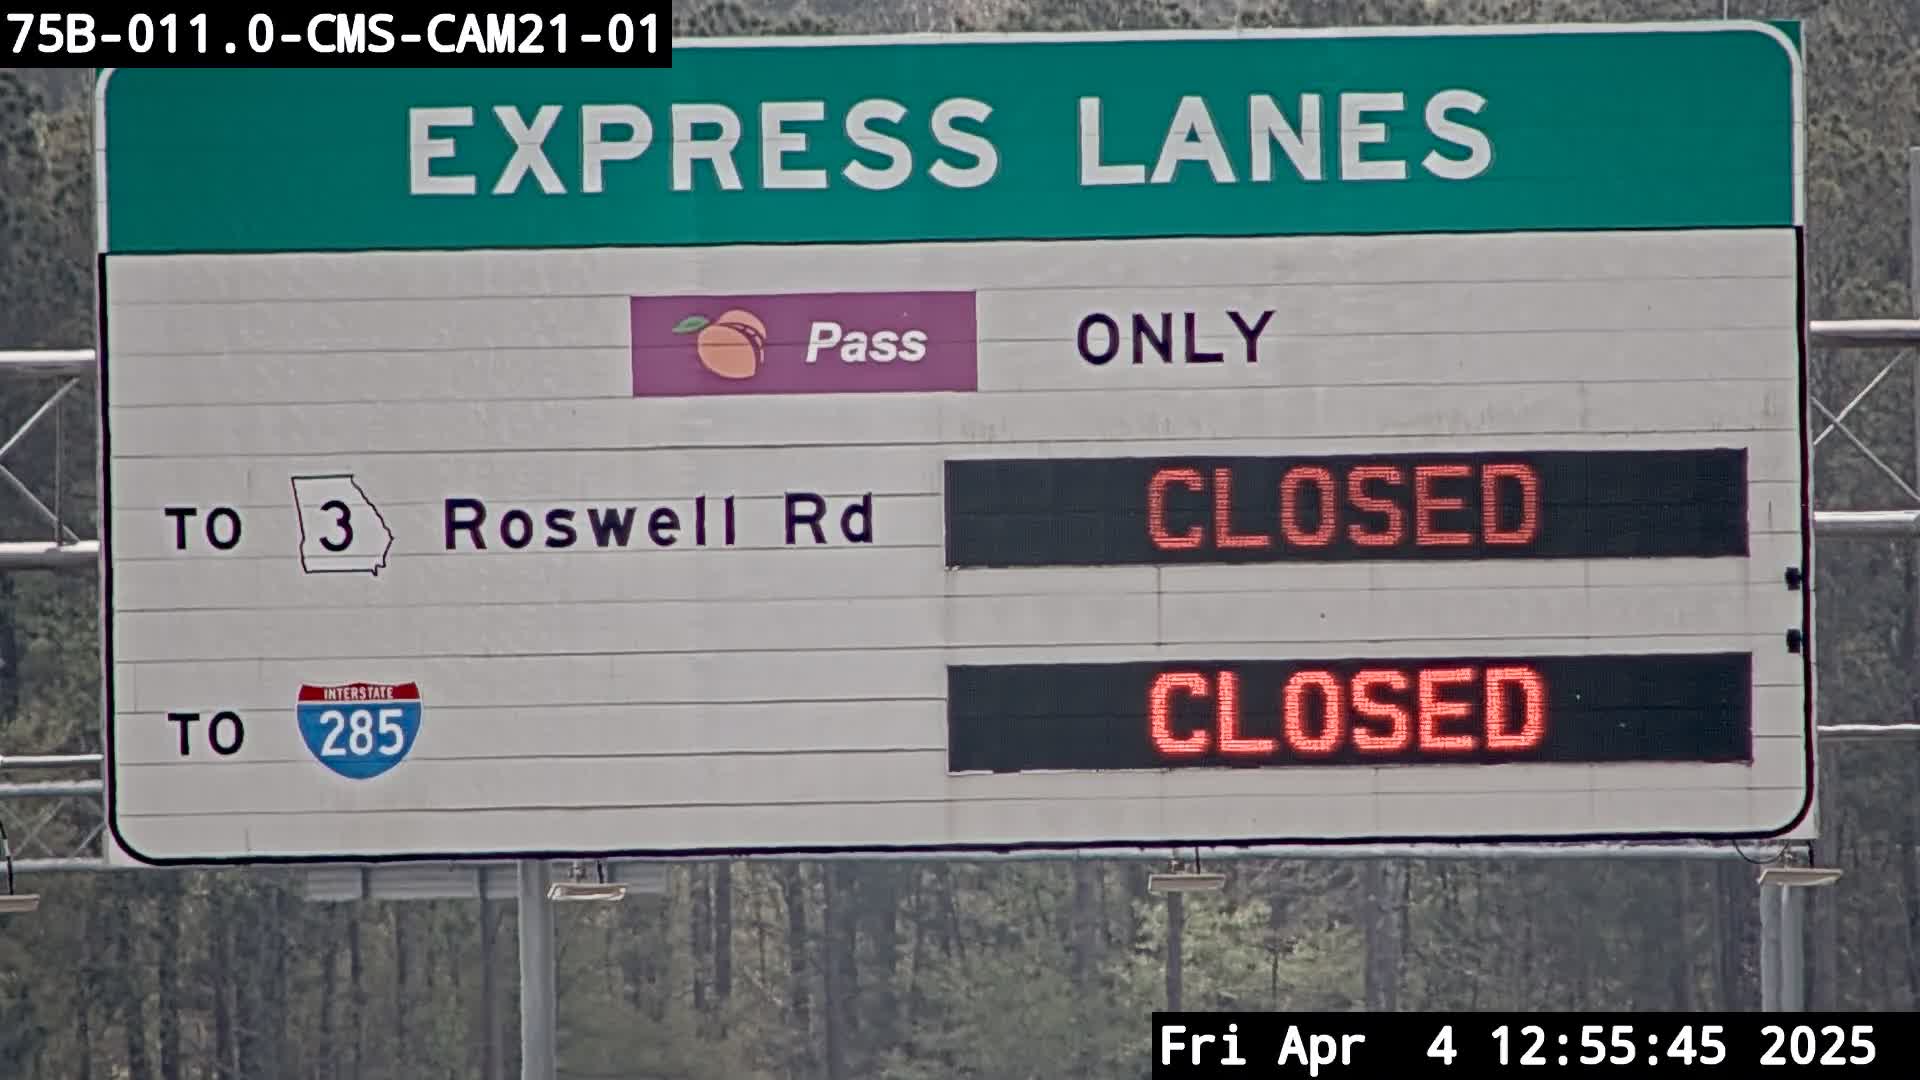 75B-011.0-CMS-CAM21-01
EXPRESS LANES
Pass ONLY
TO 3 Roswell Rd CLOSED
INTERSTATE
TO 285 CLOSED
Fri Apr 4 12:55:45 2025